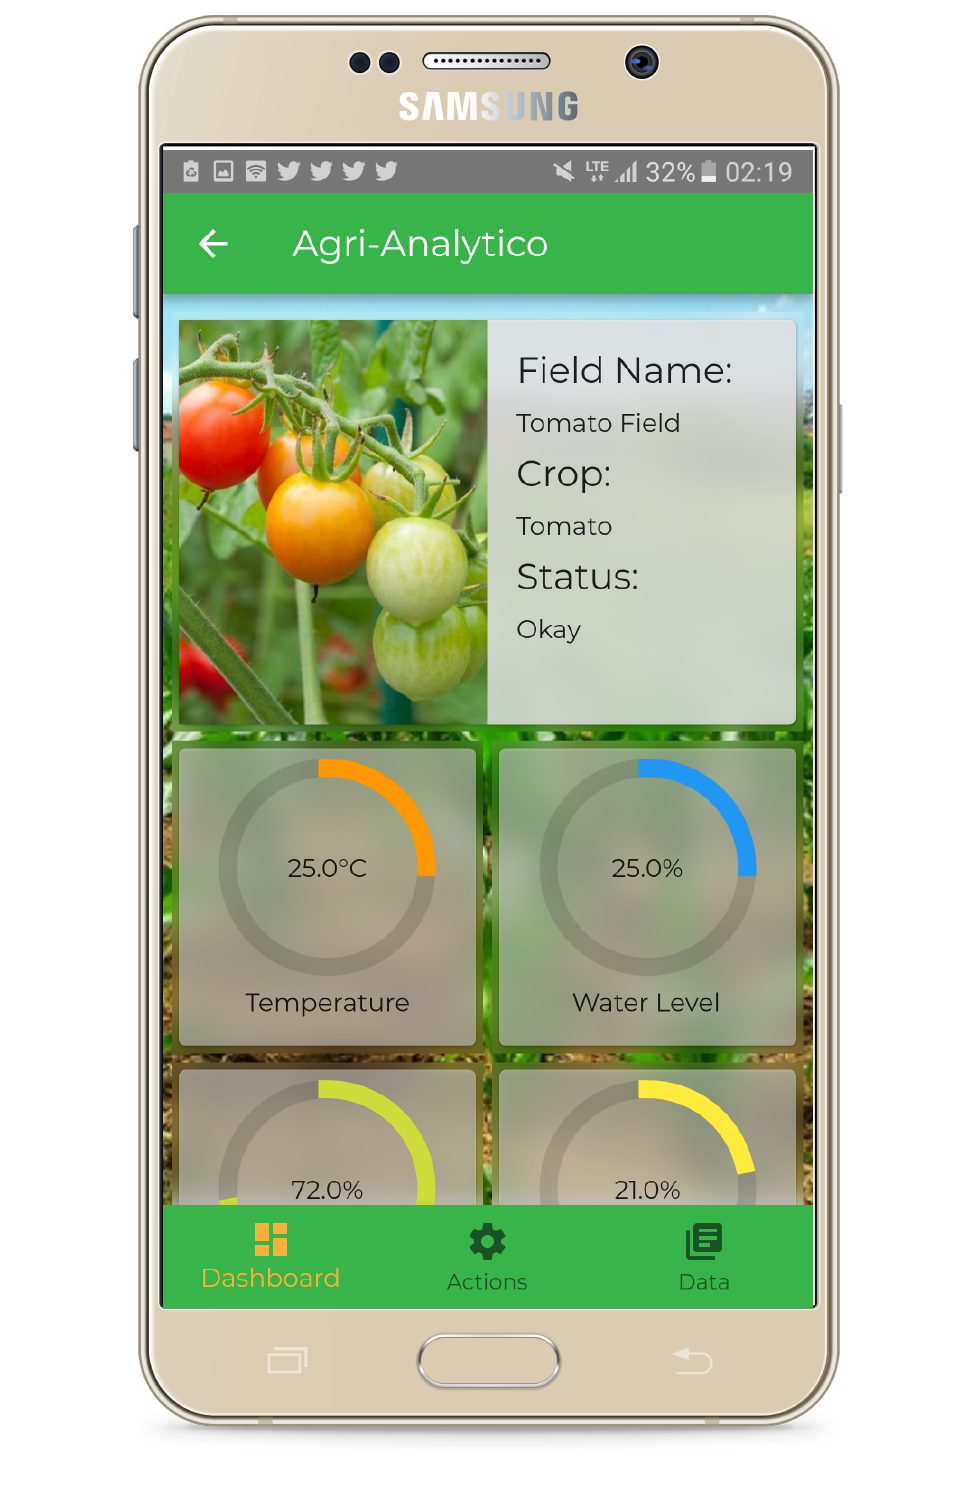 SAMSUNG
LTE 32% 02:19
Agri-Analytico
Field Name:
Tomato Field
Crop:
Tomato
Status:
Okay
25.0°C
25.0%
Temperature
Water Level
72.0%
21.0%
Dashboard
Actions
Data